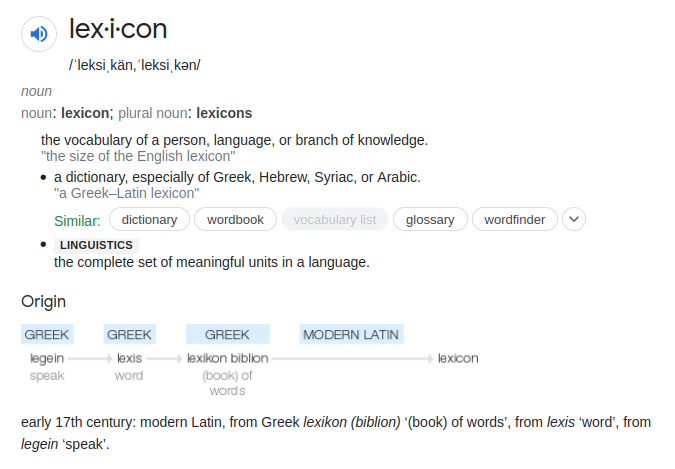 lex·i·con
/ˈleksiˌkän,ˈleksiˌkən/
noun
noun: lexicon; plural noun: lexicons
the vocabulary of a person, language, or branch of knowledge.
"the size of the English lexicon"
• a dictionary, especially of Greek, Hebrew, Syriac, or Arabic.
"a Greek–Latin lexicon"
Similar: dictionary wordbook vocabulary list glossary wordfinder
• LINGUISTICS
the complete set of meaningful units in a language.
Origin
GREEK GREEK GREEK MODERN LATIN
legein lexis lexikon biblion lexicon
speak word (book) of
words
early 17th century: modern Latin, from Greek lexikon (biblion) ‘(book) of words’, from lexis ‘word’, from
legein ‘speak’.